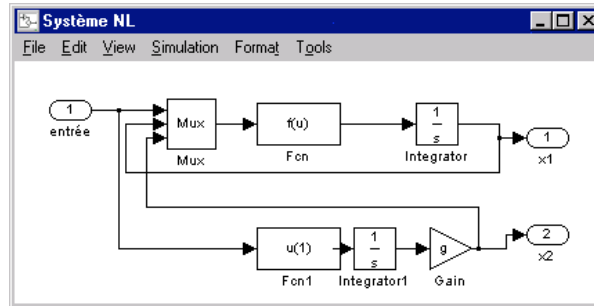 Système NL
File Edit View Simulation Format Tools
1
entrée
Mux
Mux
f(u)
Fcn
1
s
Integrator
1
x1
u(1)
Fcn1
1
s
Integrator1
g
Gain
2
x2